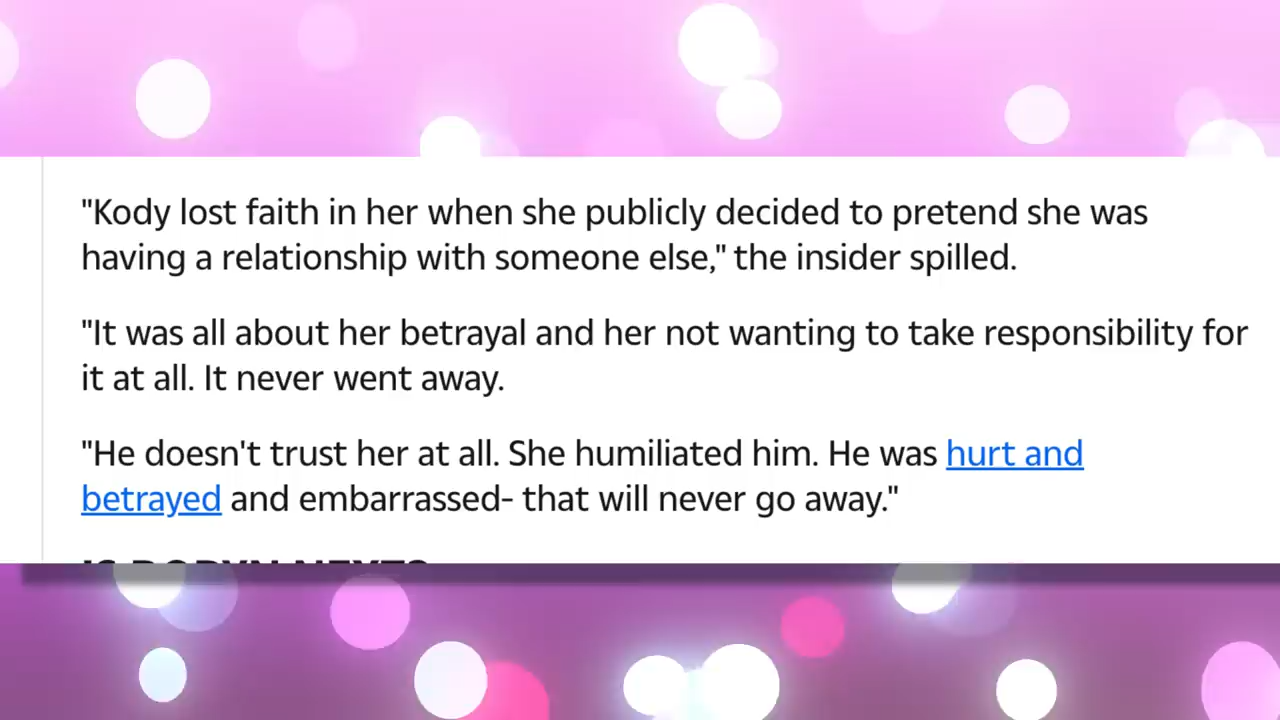 "Kody lost faith in her when she publicly decided to pretend she was
having a relationship with someone else," the insider spilled.
"It was all about her betrayal and her not wanting to take responsibility for
it at all. It never went away.
"He doesn't trust her at all. She humiliated him. He was hurt and
betrayed and embarrassed- that will never go away."
IS ROBYN NEXT?